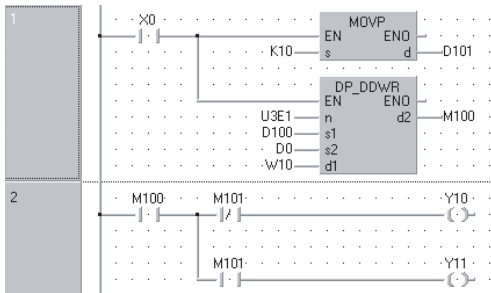 1
X0
MOVP
EN ENO
K10 s d D101
DP_DDWR
EN ENO
U3E1 n d2 M100
D100 s1
D0 s2
W10 d1
2
M100 M101 Y10
M101 Y11